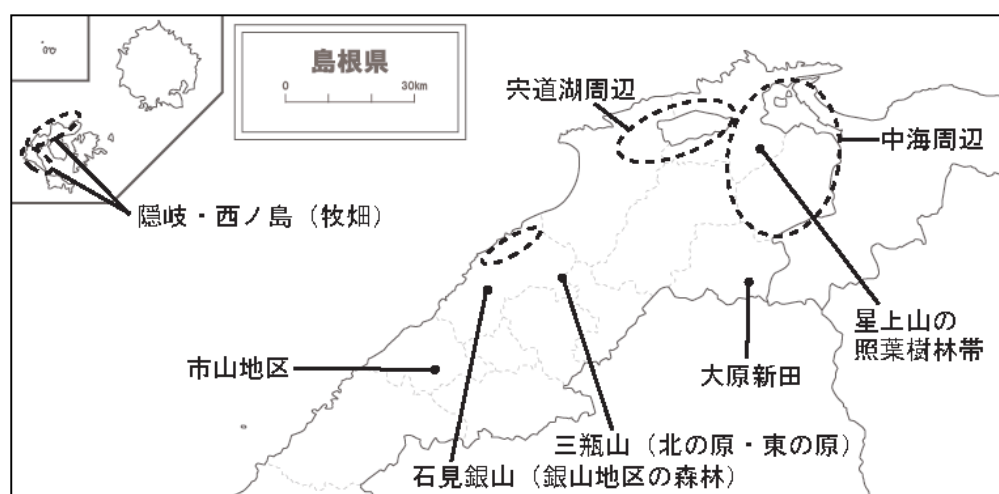 島根県
0 30km
宍道湖周辺
中海周辺
隠岐・西ノ島（牧畑）
星上山の
照葉樹林帯
市山地区
大原新田
三瓶山（北の原・東の原）
石見銀山（銀山地区の森林）